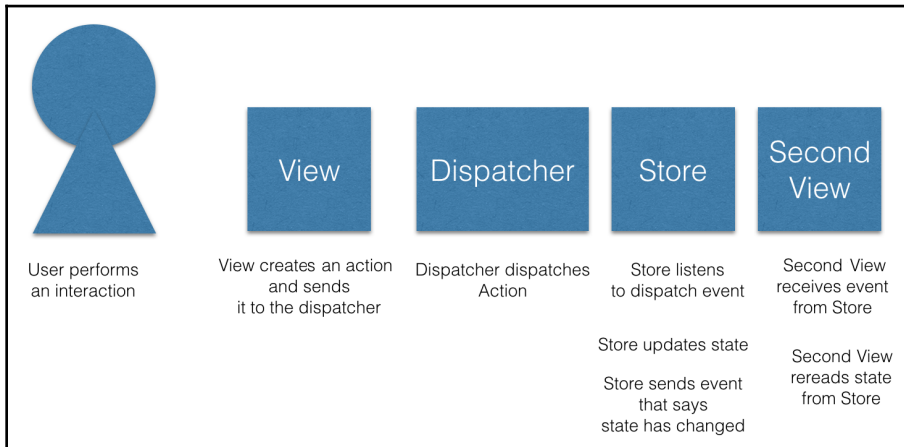 View
Dispatcher
Store
Second
View
User performs
an interaction
View creates an action
and sends
it to the dispatcher
Dispatcher dispatches
Action
Store listens
to dispatch event
Store updates state
Store sends event
that says
state has changed
Second View
receives event
from Store
Second View
rereads state
from Store